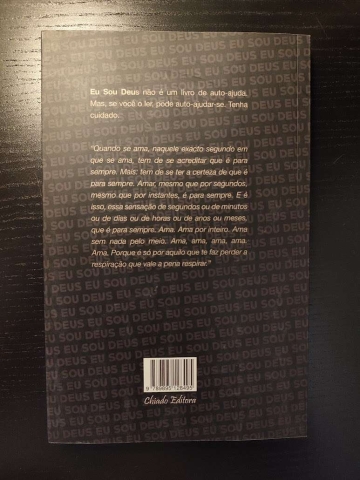 Eu Sou Deus não é um livro de auto-ajuda.
Mas, se você o ler, pode auto-ajudar-se. Tenha
cuidado.
"Quando se ama, naquele exacto segundo em
que se ama, tem de se acreditar que é para
sempre. Mais: tem de se ter a certeza de que é
para sempre. Amar, mesmo que por segundos,
mesmo que por instantes, é para sempre. E é
isso, essa sensação de segundos ou de minutos
ou de dias ou de horas ou de anos ou meses,
que é para sempre. Ama. Ama por inteiro. Ama
sem nada pelo meio. Ama, ama, ama, ama.
Ama. Porque é só por aquilo que te faz perder a
respiração que vale a pena respirar."
Chiado Editora